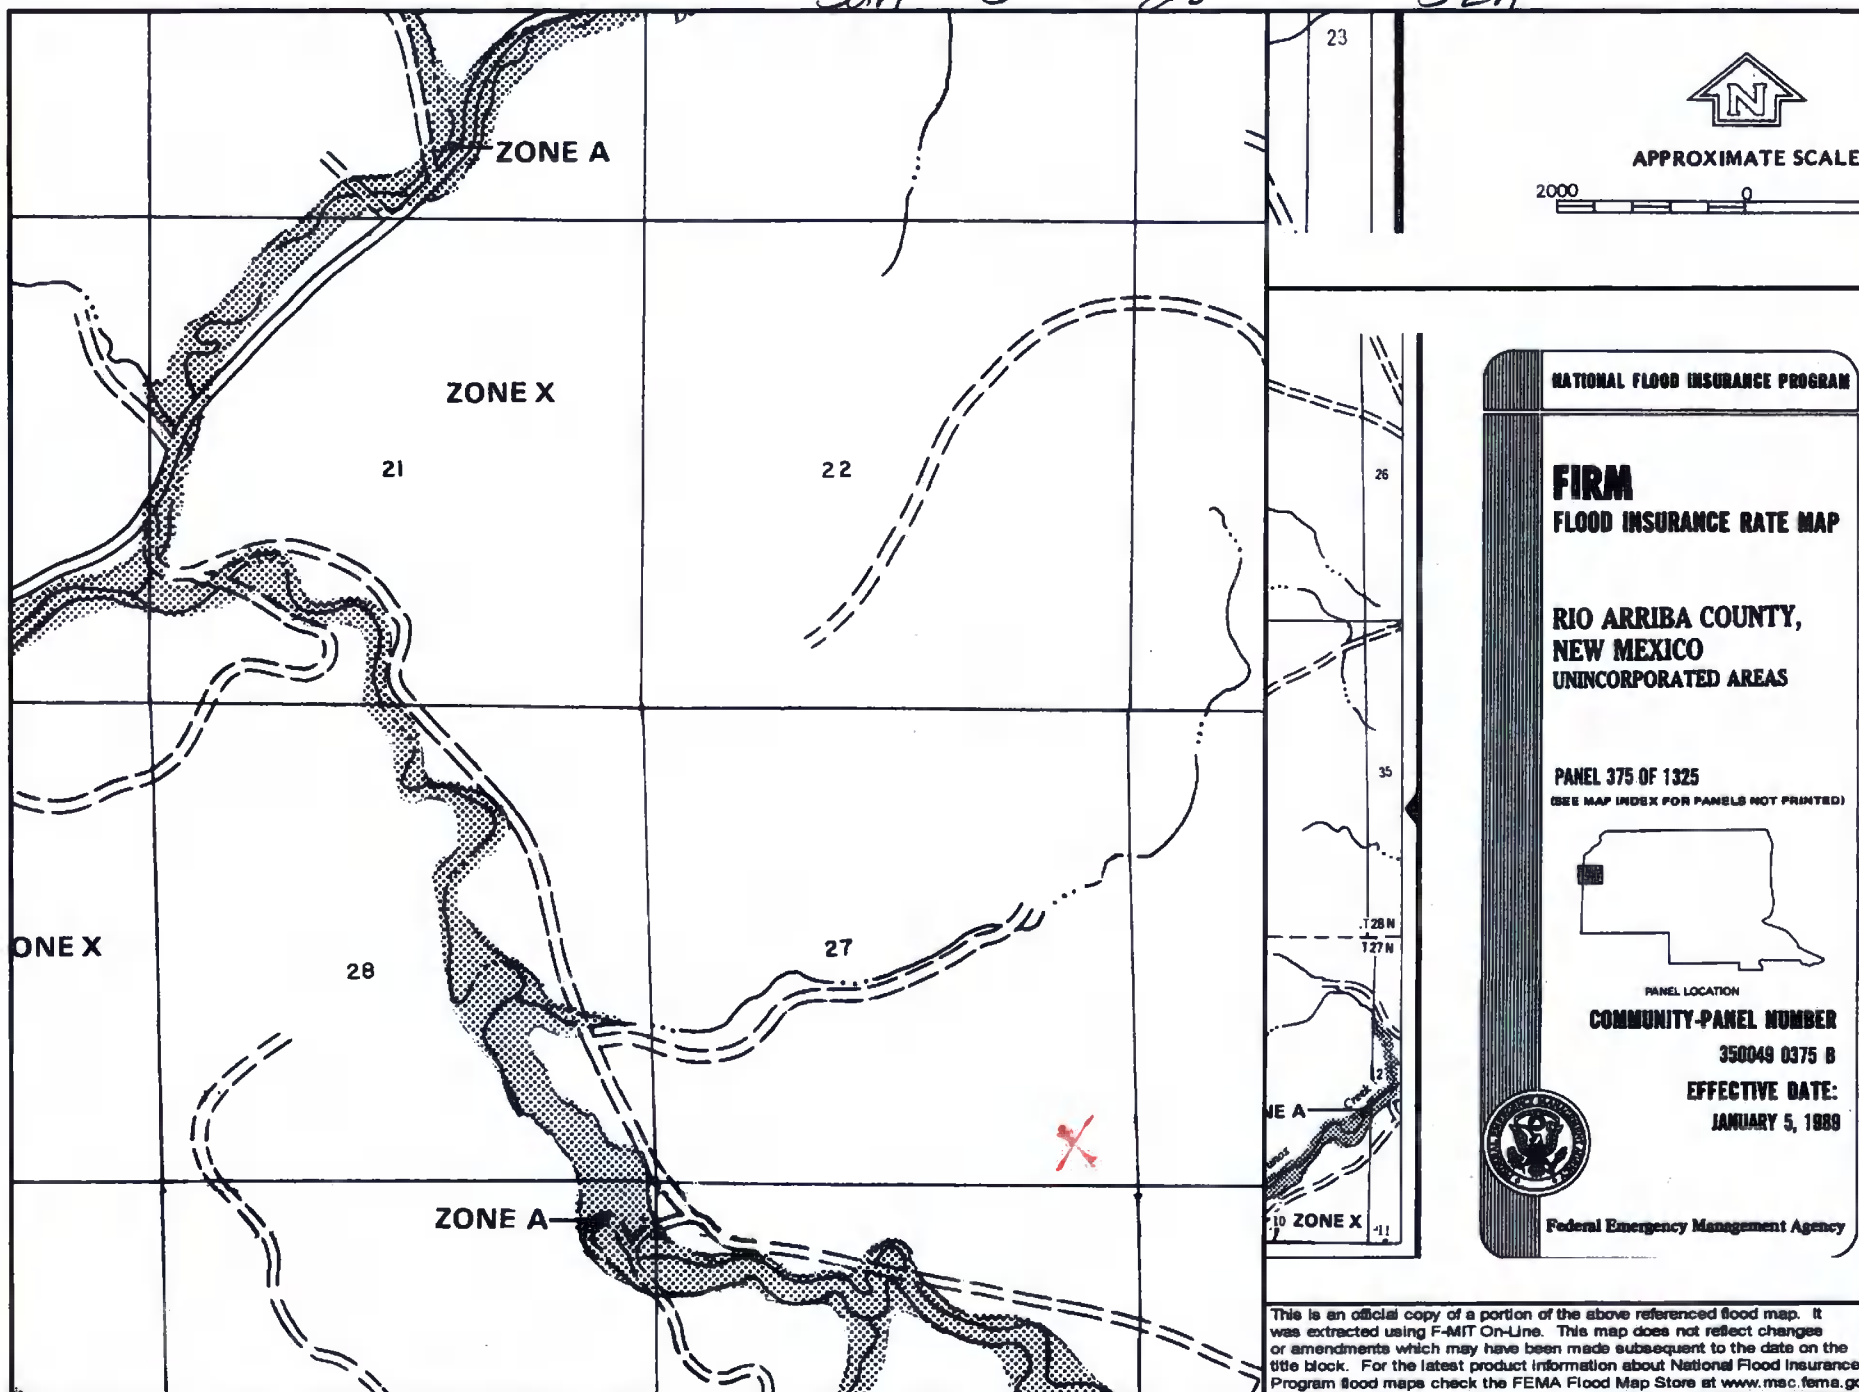 23
N
APPROXIMATE SCALE
2000 0
ZONE A
ZONE X
21
22
26
NATIONAL FLOOD INSURANCE PROGRAM
FIRM
FLOOD INSURANCE RATE MAP
RIO ARRIBA COUNTY,
NEW MEXICO
UNINCORPORATED AREAS
PANEL 375 OF 1325
(SEE MAP INDEX FOR PANELS NOT PRINTED)
35
T28N
T27N
ONE X
28
27
PANEL LOCATION
COMMUNITY-PANEL NUMBER
350049 0375 B
EFFECTIVE DATE:
JANUARY 5, 1989
Federal Emergency Management Agency
2
Creek
NE A
10 ZONE X 11
ZONE A
This is an official copy of a portion of the above referenced flood map. It
was extracted using F-MIT On-Line. This map does not reflect changes
or amendments which may have been made subsequent to the date on the
title block. For the latest product information about National Flood Insurance
Program flood maps check the FEMA Flood Map Store at www.msc.fema.go